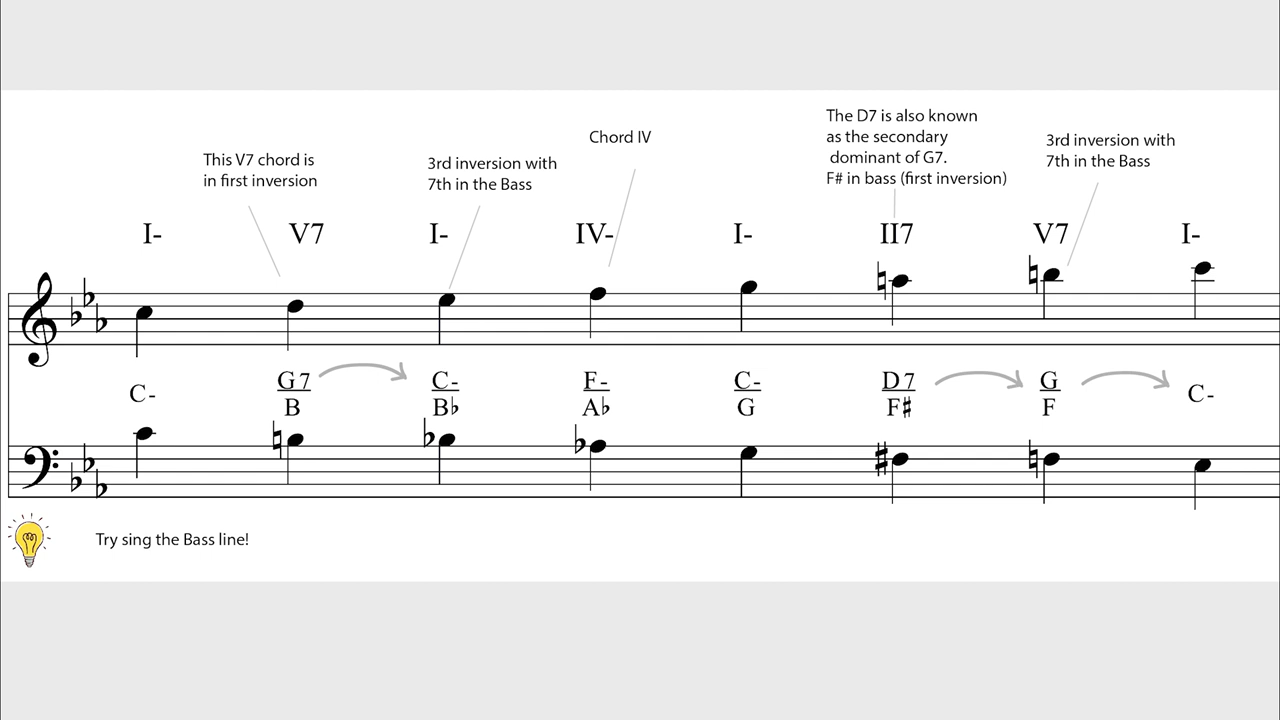 The D7 is also known
as the secondary
dominant of G7.
F# in bass (first inversion)
Chord IV
3rd inversion with
7th in the Bass
This V7 chord is
in first inversion
3rd inversion with
7th in the Bass
I- V7 I- IV- I- II7 V7 I-
C- G7 C- F- C- D7 G C-
B B♭ A♭ G F♯ F
Try sing the Bass line!